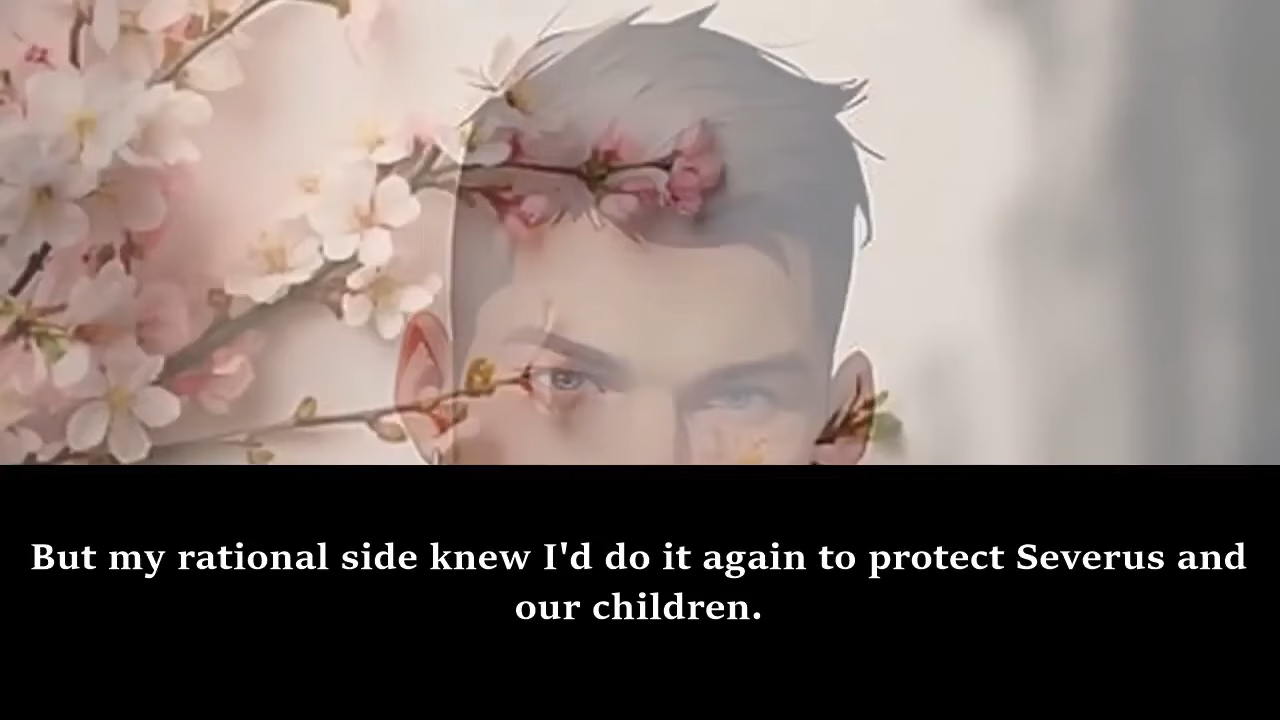 But my rational side knew I'd do it again to protect Severus and
our children.